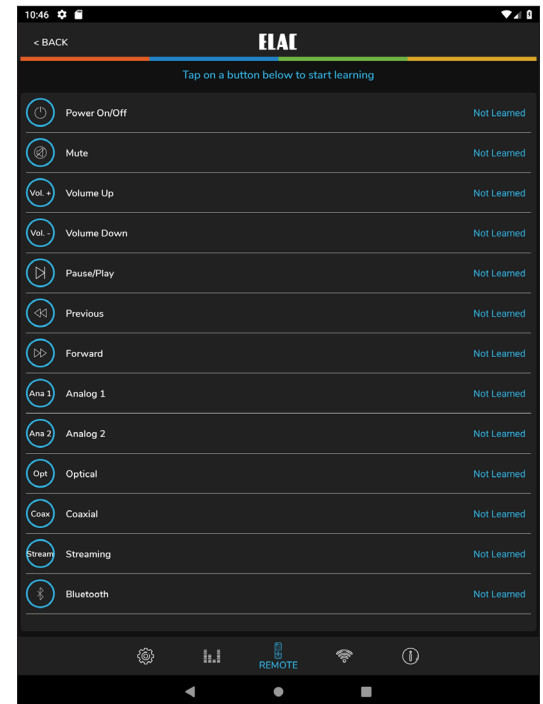 10:46
< BACK
ELAC
Tap on a button below to start learning
Power On/Off Not Learned
Mute Not Learned
Vol. + Volume Up Not Learned
Vol. - Volume Down Not Learned
Pause/Play Not Learned
Previous Not Learned
Forward Not Learned
Ana 1 Analog 1 Not Learned
Ana 2 Analog 2 Not Learned
Opt Optical Not Learned
Coax Coaxial Not Learned
Stream Streaming Not Learned
Bluetooth Not Learned
REMOTE